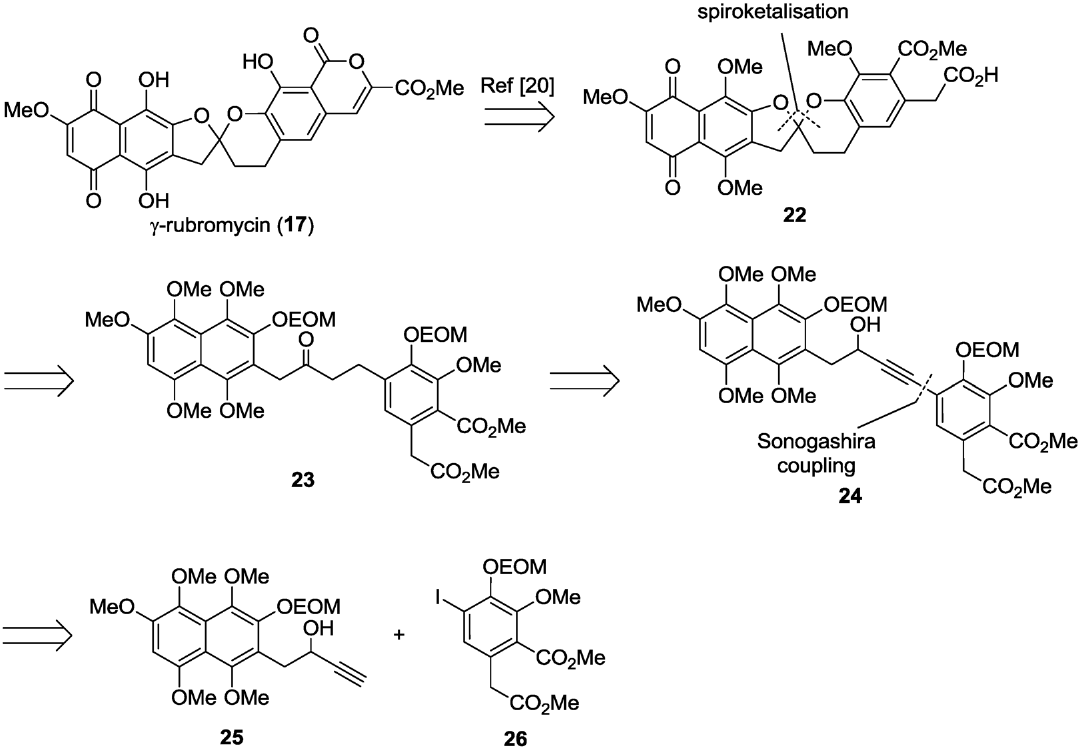 spiroketalisation
O
OH
O
CO2Me
O
OH
MeO
O
O
O
OH
γ-rubromycin (17)
Ref [20]
MeO
CO2Me
CO2H
O
OMe
MeO
O
O
O
OMe
22
OMe OMe
MeO
OEOM
O
OEOM
OMe
OMe OMe
CO2Me
CO2Me
23
OMe OMe
MeO
OEOM
OH
OEOM
OMe
OMe OMe
CO2Me
CO2Me
Sonogashira
coupling
24
OMe OMe
MeO
OEOM
OH
OMe OMe
25
+
OEOM
I
OMe
CO2Me
CO2Me
26